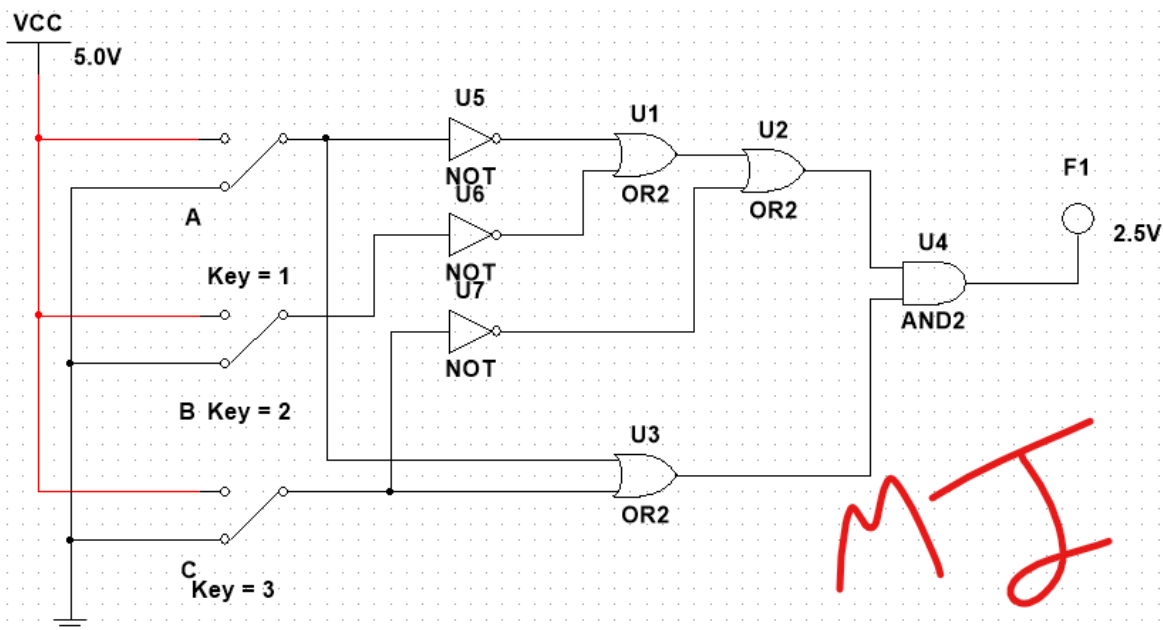 VCC
5.0V
U5
NOT
U1
OR2
U2
OR2
F1
2.5V
A
U6
NOT
Key = 1
U7
NOT
U4
AND2
B Key = 2
U3
OR2
C
Key = 3
MJ